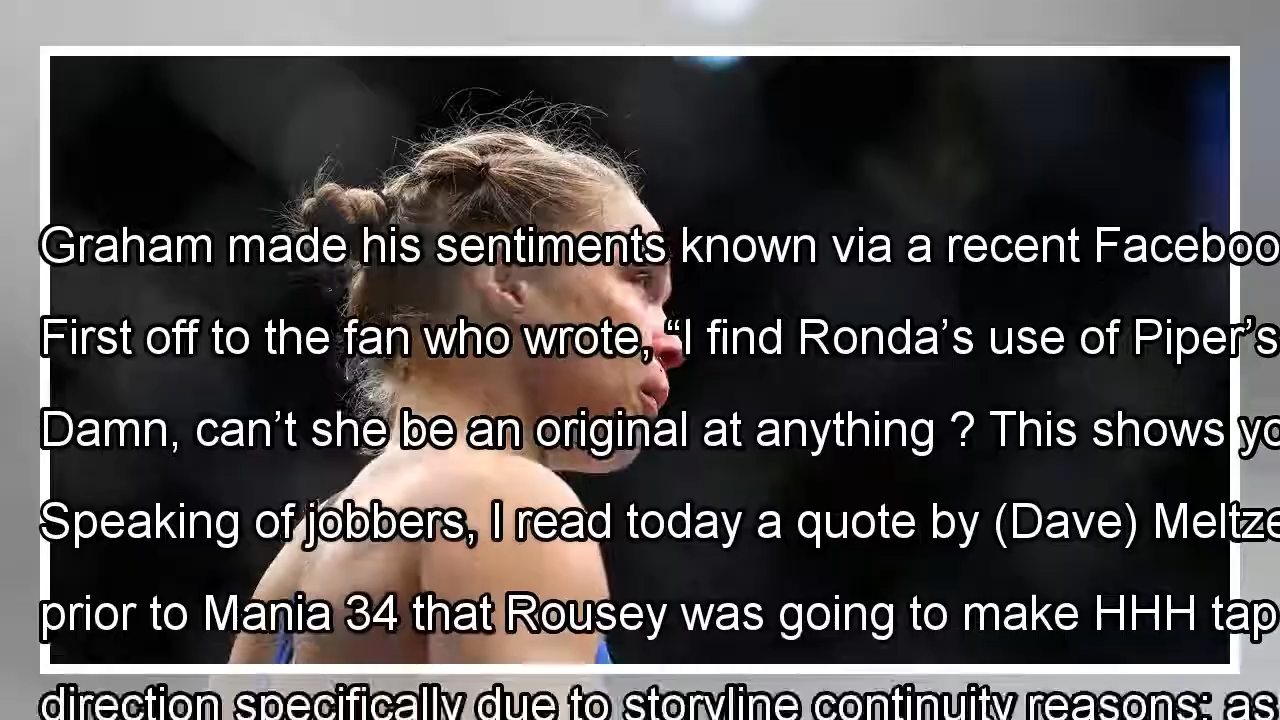 Graham made his sentiments known via a recent
First off to the fan who wrote, “I find Ronda’s use of Piper’s
Damn, can’t she be an original at anything ? This shows
Speaking of jobbers, I read today a quote by (Dave)
prior to Mania 34 that Rousey was going to make HHH tap
direction specifically due to storyline continuity reasons; as